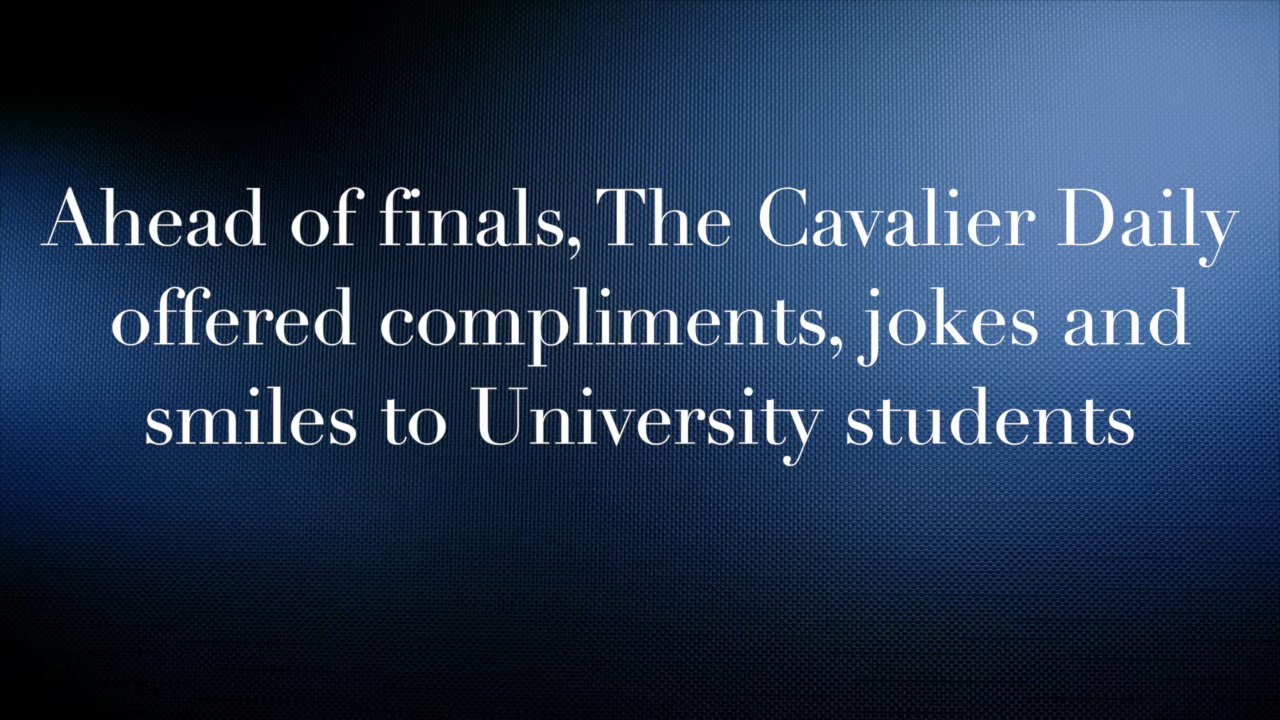 Ahead of finals, The Cavalier Daily
offered compliments, jokes and
smiles to University students